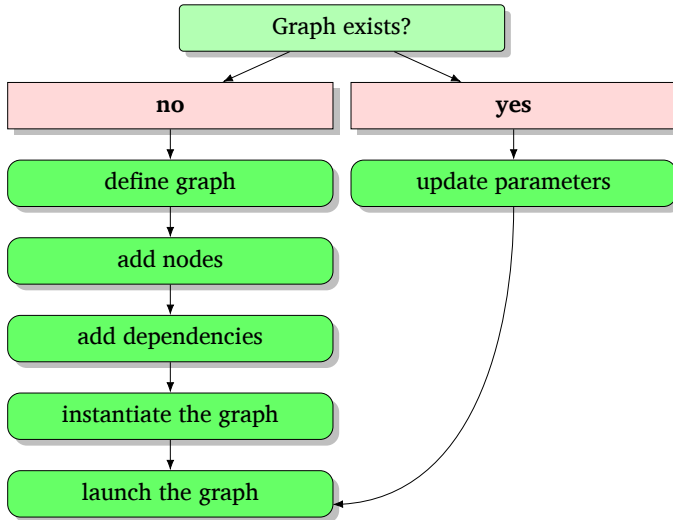 Graph exists?
no
yes
define graph
update parameters
add nodes
add dependencies
instantiate the graph
launch the graph